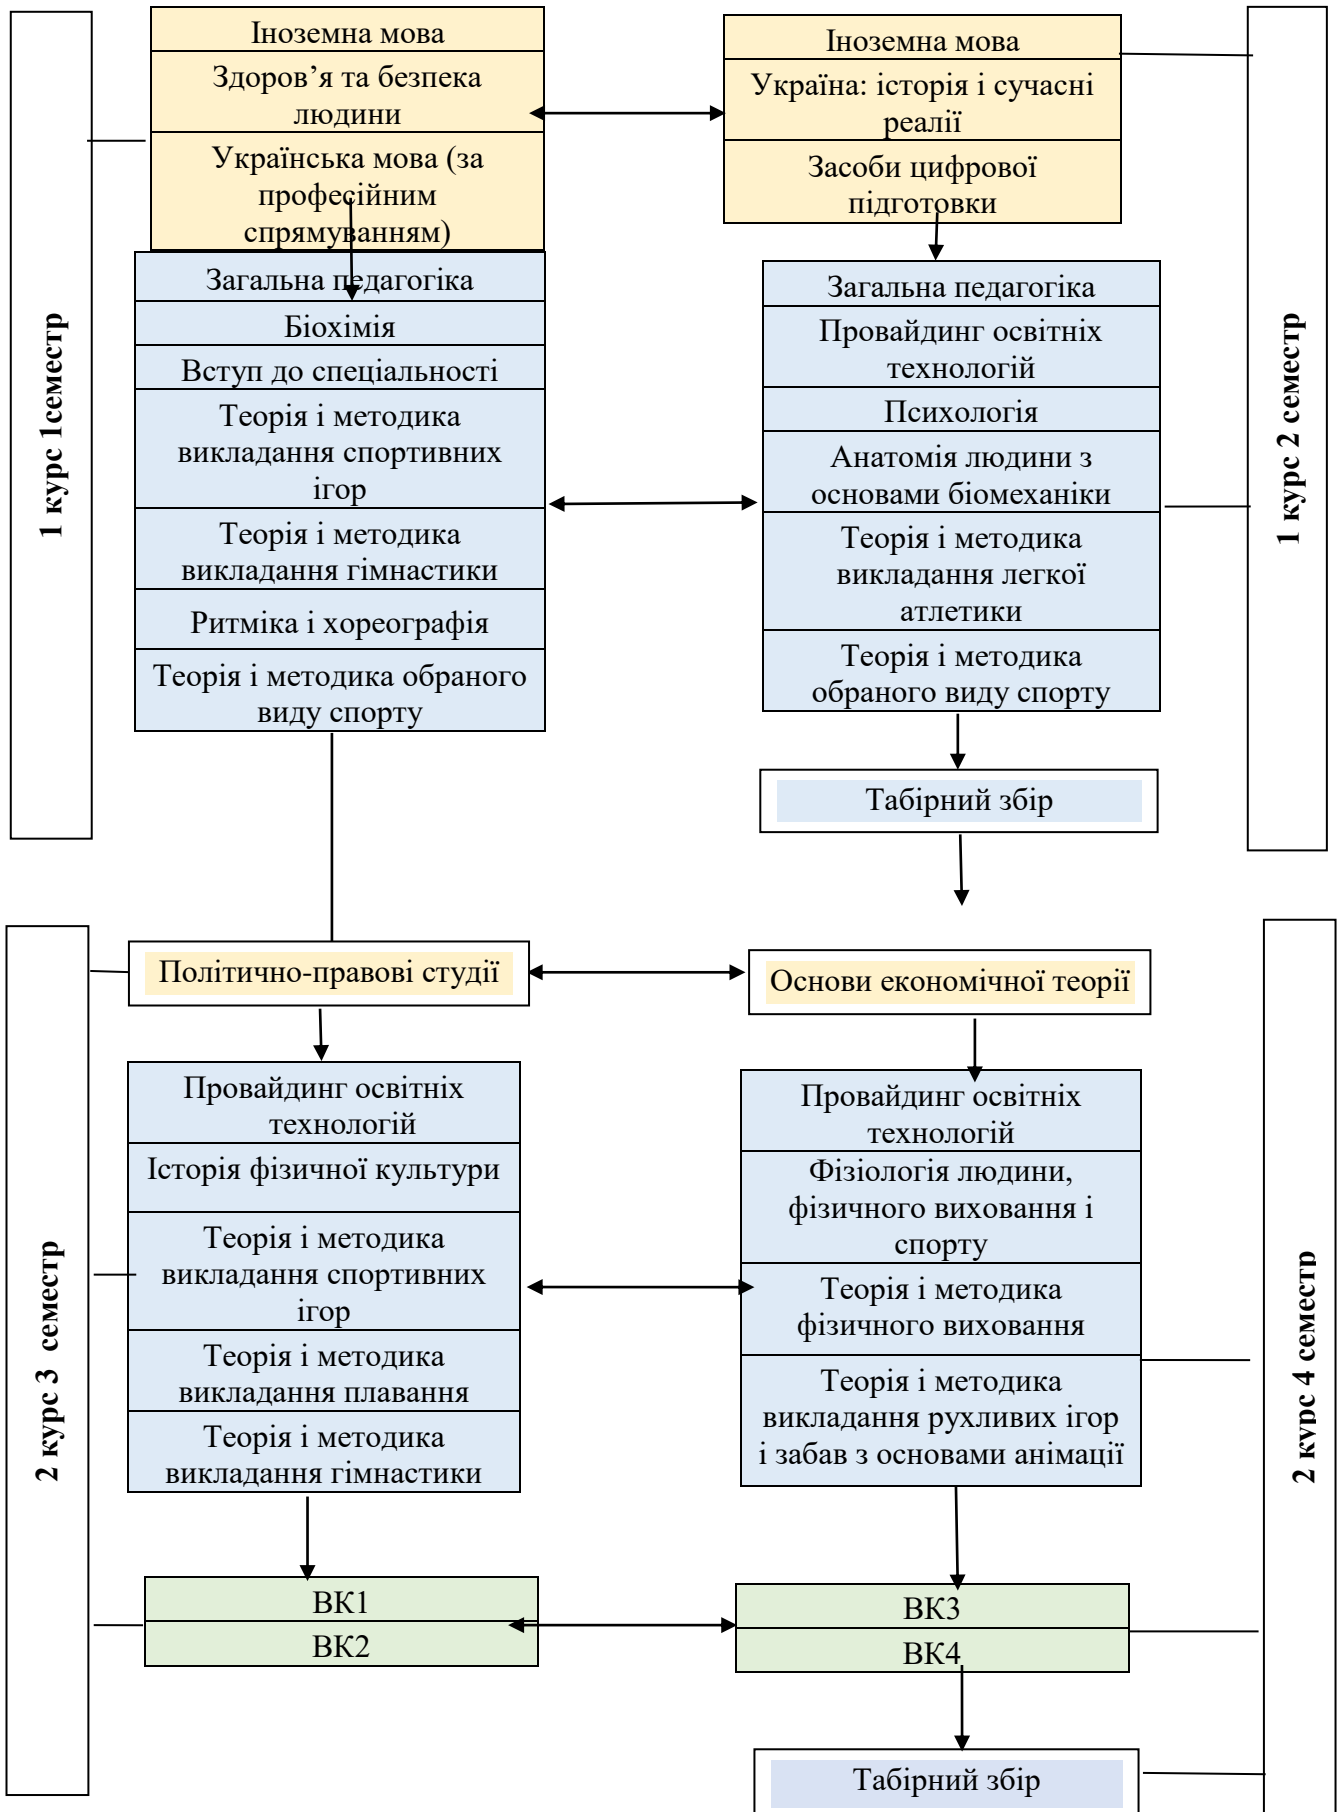 1 курс 1семестр
Іноземна мова
Здоров’я та безпека
людини
Українська мова (за
професійним
спрямуванням)
Загальна педагогіка
Біохімія
Вступ до спеціальності
Теорія і методика
викладання спортивних
ігор
Теорія і методика
викладання гімнастики
Ритміка і хореографія
Теорія і методика обраного
виду спорту
Іноземна мова
Україна: історія і сучасні
реалії
Засоби цифрової
підготовки
Загальна педагогіка
Провайдинг освітніх
технологій
Психологія
Анатомія людини з
основами біомеханіки
Теорія і методика
викладання легкої
атлетики
Теорія і методика
обраного виду спорту
Табірний збір
1 курс 2 семестр
2 курс 3 семестр
Політично-правові студії
Провайдинг освітніх
технологій
Історія фізичної культури
Теорія і методика
викладання спортивних
ігор
Теорія і методика
викладання плавання
Теорія і методика
викладання гімнастики
ВК1
ВК2
Основи економічної теорії
Провайдинг освітніх
технологій
Фізіологія людини,
фізичного виховання і
спорту
Теорія і методика
фізичного виховання
Теорія і методика
викладання рухливих ігор
і забав з основами анімації
ВК3
ВК4
Табірний збір
2 курс 4 семестр